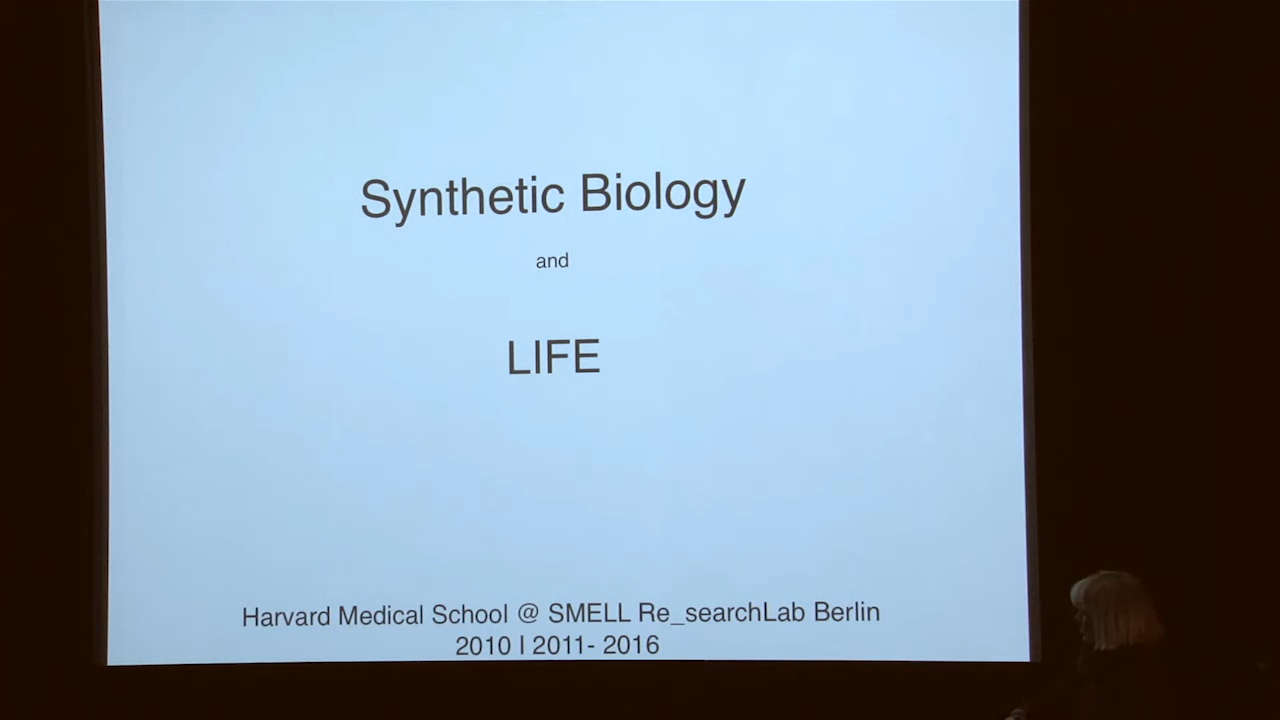 Synthetic Biology
and
LIFE
Harvard Medical School @ SMELL Re_searchLab Berlin
2010 I 2011- 2016